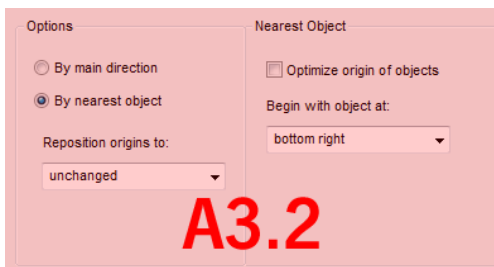 Options
By main direction
By nearest object
Reposition origins to:
unchanged
Nearest Object
Optimize origin of objects
Begin with object at:
bottom right
A3.2